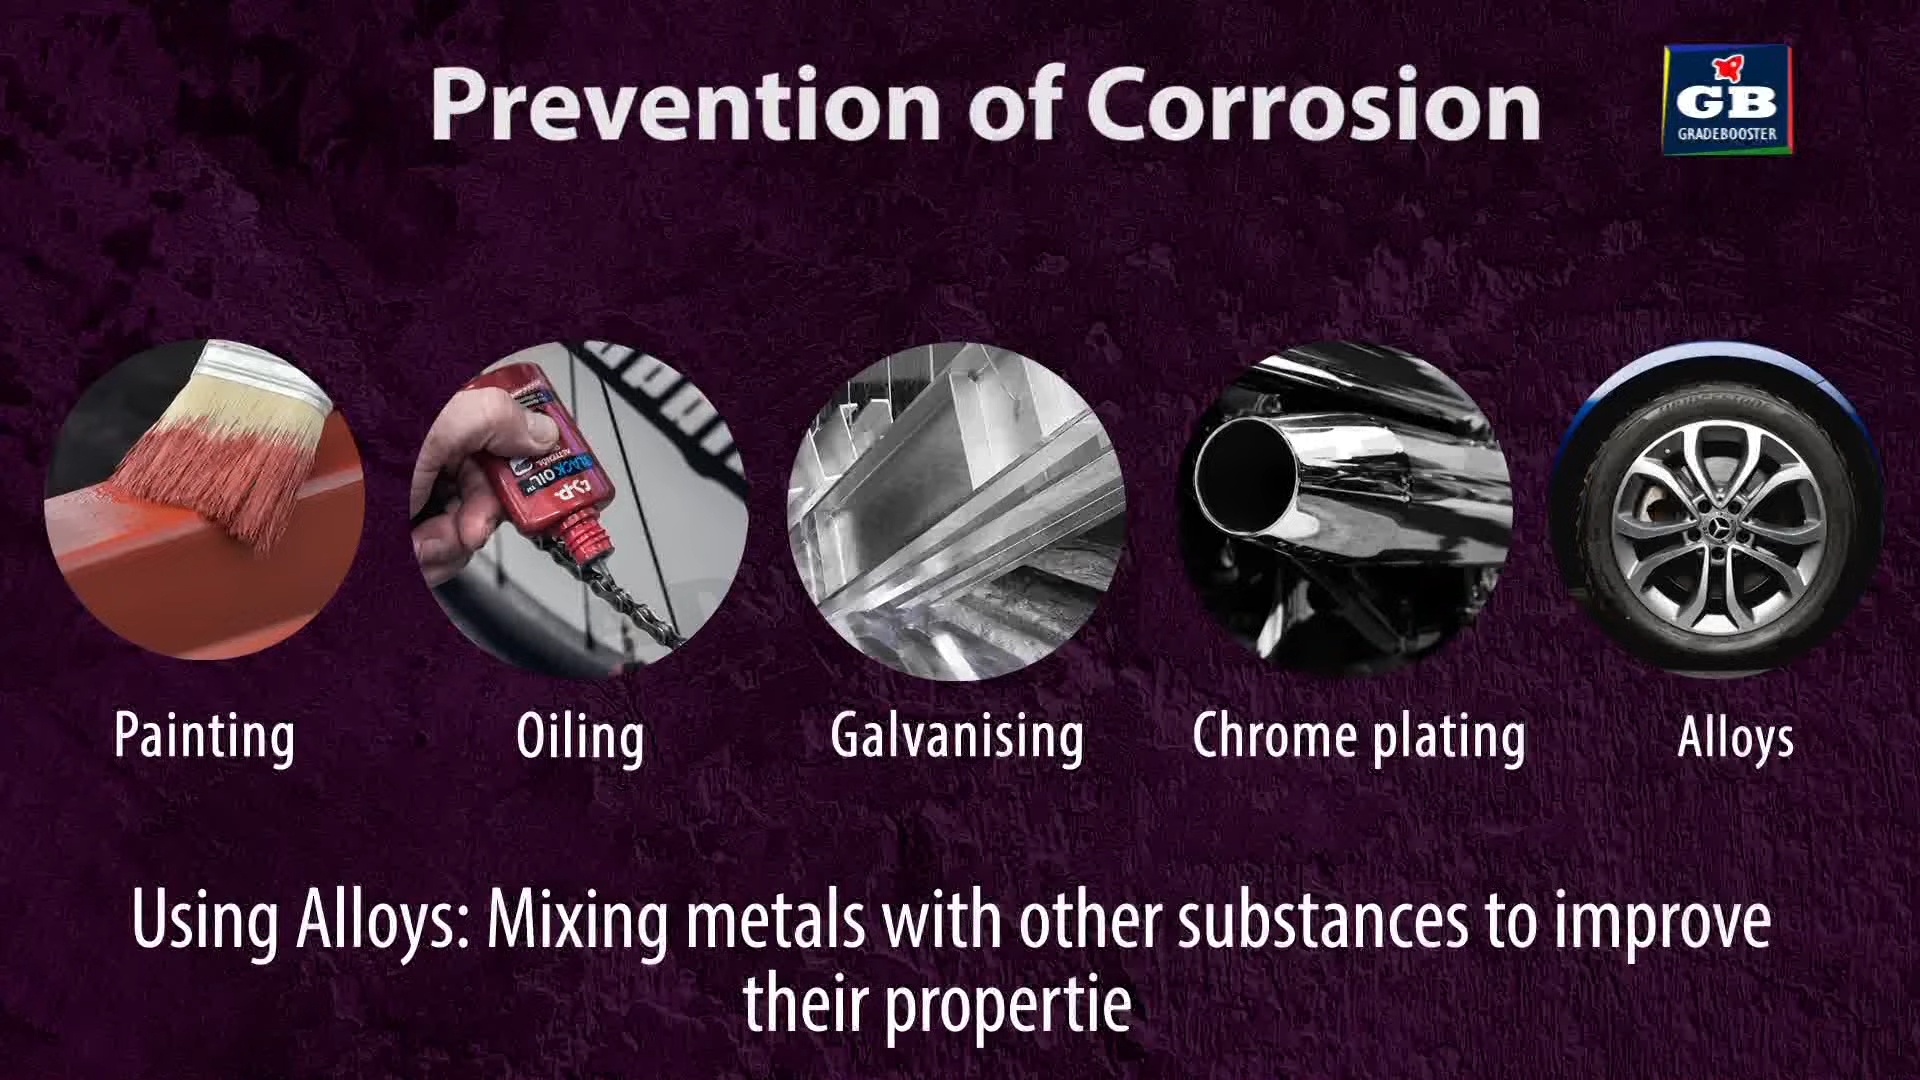 Prevention of Corrosion
GB
GRADEBOOSTER
Painting
Oiling
Galvanising
Chrome plating
Alloys
Using Alloys: Mixing metals with other substances to improve
their propertie